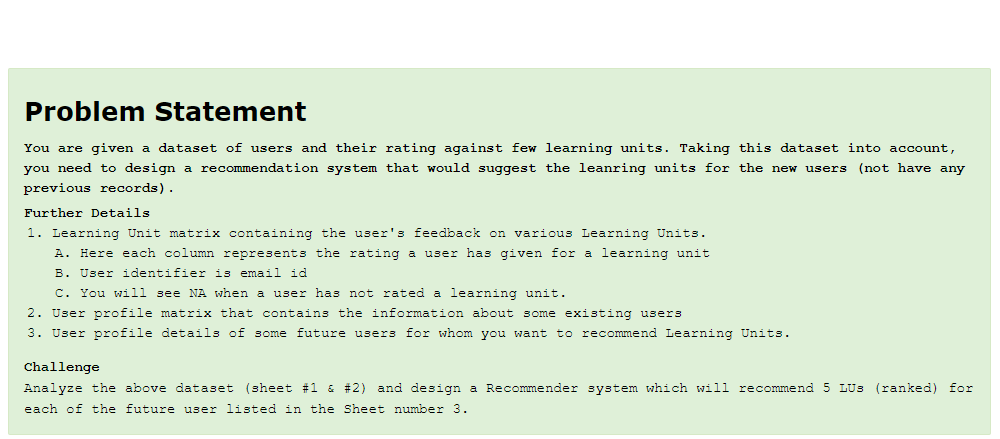 Problem Statement
You are given a dataset of users and their rating against few learning units. Taking this dataset into account,
you need to design a recommendation system that would suggest the leanring units for the new users (not have any
previous records).
Further Details
1. Learning Unit matrix containing the user's feedback on various Learning Units.
A. Here each column represents the rating a user has given for a learning unit
B. User identifier is email id
C. You will see NA when a user has not rated a learning unit.
2. User profile matrix that contains the information about some existing users
3. User profile details of some future users for whom you want to recommend Learning Units.
Challenge
Analyze the above dataset (sheet #1 & #2) and design a Recommender system which will recommend 5 LUs (ranked) for
each of the future user listed in the Sheet number 3.